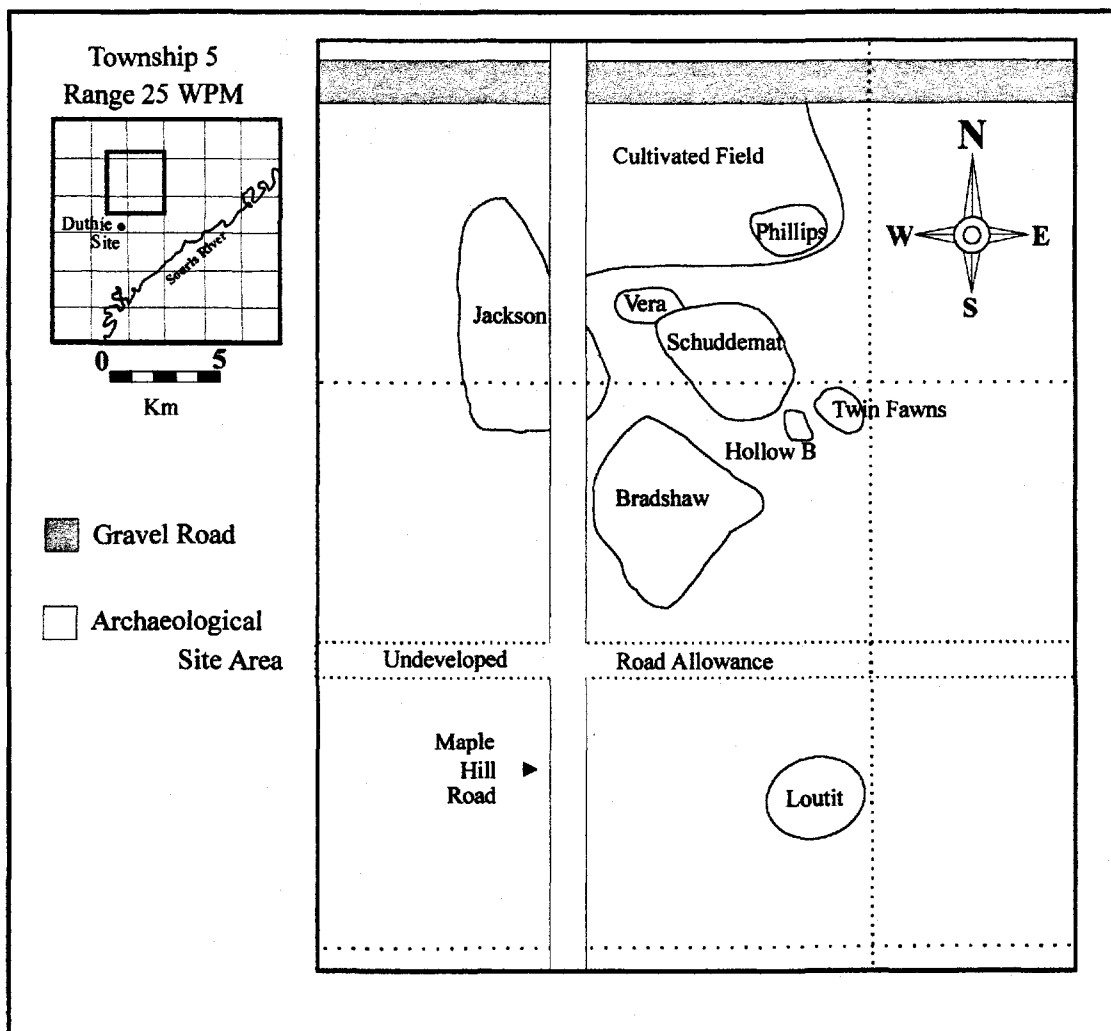 Township 5
Range 25 WPM
Duthie
Site
Souris River
0 5
Km
Gravel Road
Archaeological
Site Area
Cultivated Field
N
W E
S
Phillips
Vera
Jackson
Schuddemat
Twin Fawns
Hollow B
Bradshaw
Undeveloped Road Allowance
Maple
Hill
Road
Loutit